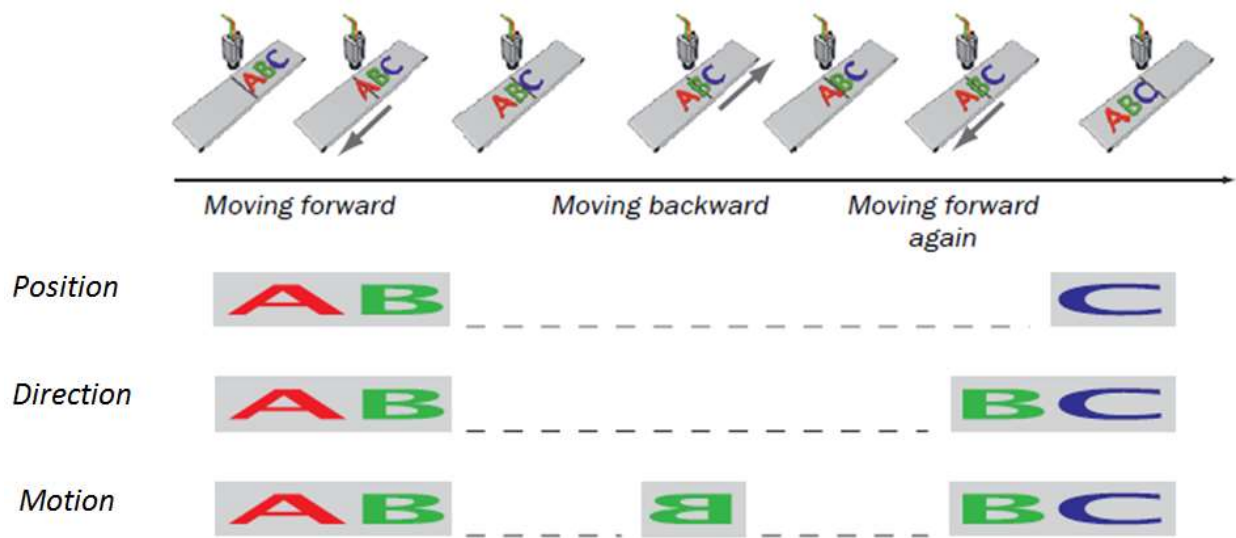 ABC ABC ABC ABC ABC ABC ABC
Moving forward Moving backward Moving forward
again
Position AB C
Direction AB BC
Motion AB B BC